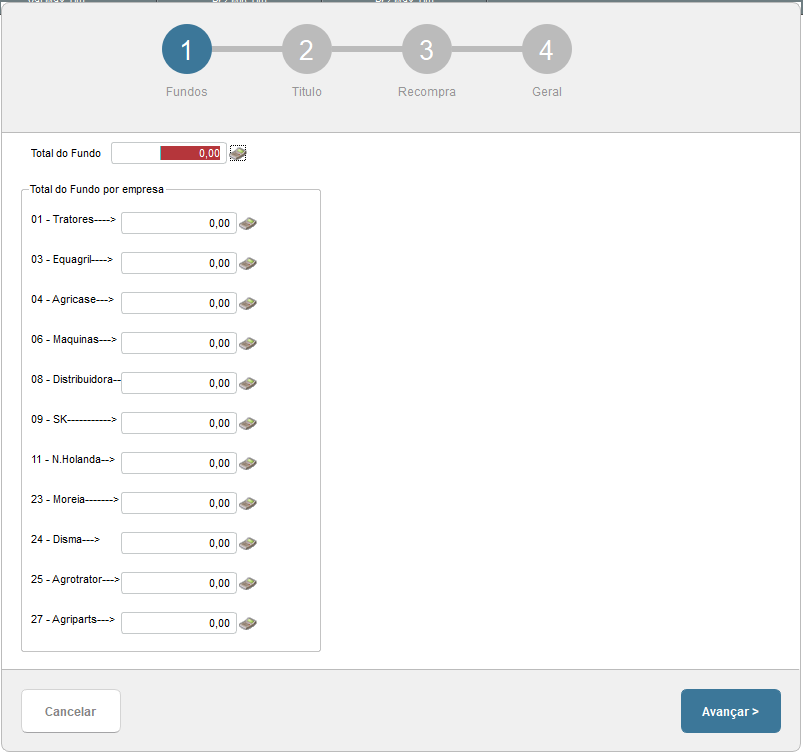 1
2
3
4
Fundos
Titulo
Recompra
Geral
Total do Fundo 0,00
Total do Fundo por empresa
01 - Tratores----> 0,00
03 - Equagril----> 0,00
04 - Agricase---> 0,00
06 - Maquinas---> 0,00
08 - Distribuidora-- 0,00
09 - SK-----------> 0,00
11 - N.Holanda--> 0,00
23 - Moreia-------> 0,00
24 - Disma---> 0,00
25 - Agrotrator---> 0,00
27 - Agriparts---> 0,00
Cancelar
Avançar >